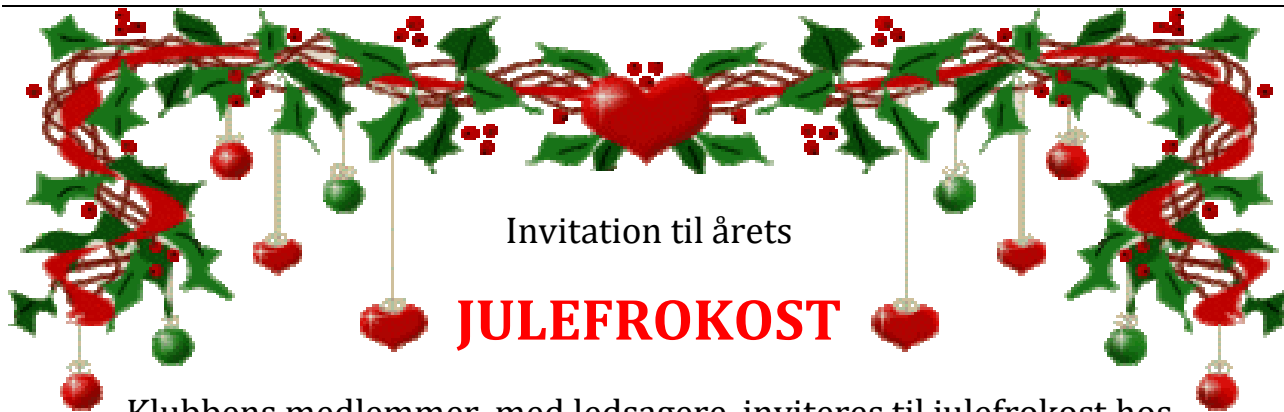 Invitation til årets
JULEFROKOST
Klubbens medlemmer, med ledsagere, inviteres til julefrokost hos